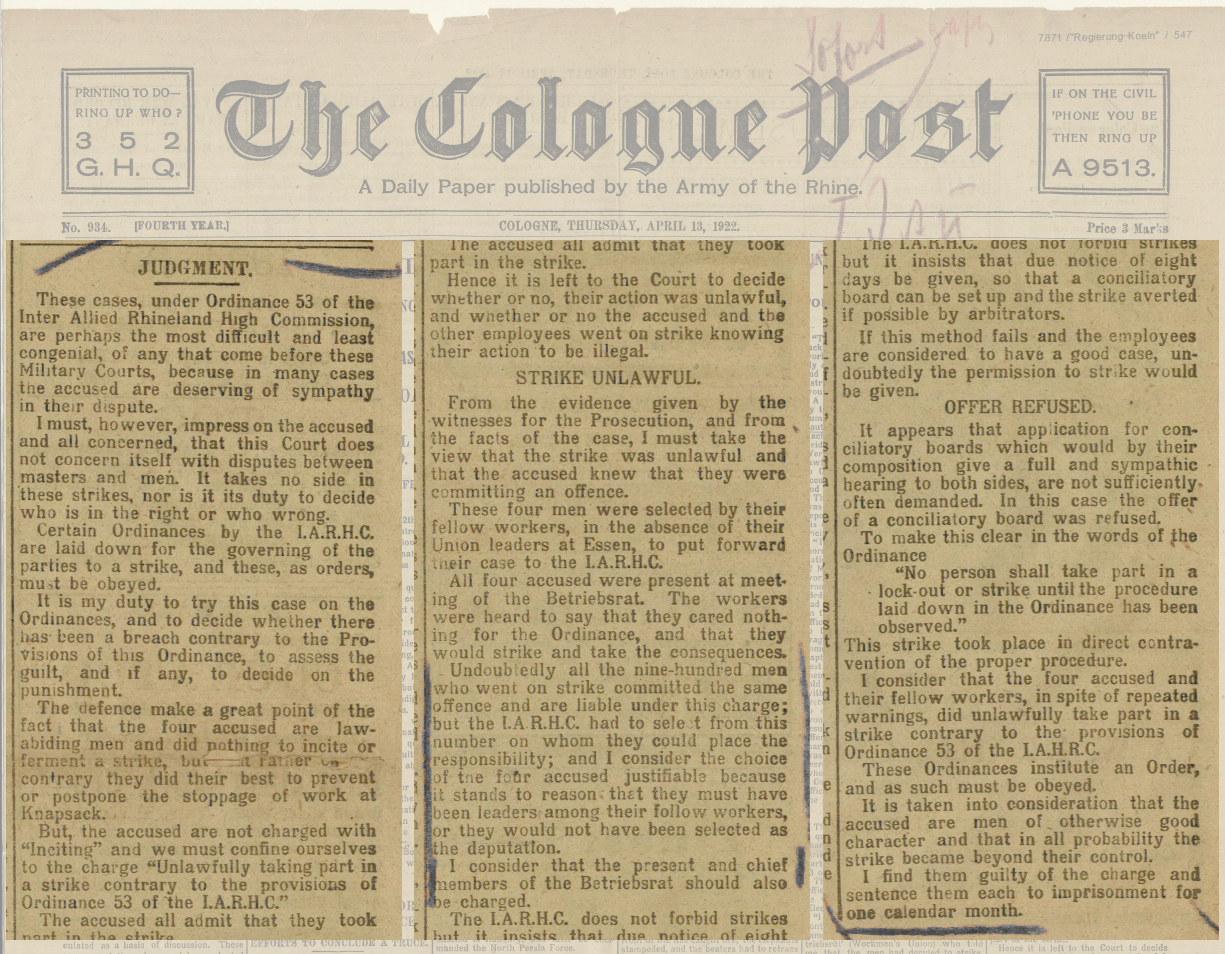 7871 /"Regierung-Koeln" / 547
Sofort
PRINTING TO DO—
RING UP WHO?
3 5 2
G. H. Q.
The Cologne Post
A Daily Paper published by the Army of the Rhine.
IF ON THE CIVIL
'PHONE YOU BE
THEN RING UP
A 9513.
No. 934. [FOURTH YEAR.] COLOGNE, THURSDAY, APRIL 13, 1922. Price 3 Marks
JUDGMENT.
These cases, under Ordinance 53 of the
Inter Allied Rhineland High Commission,
are perhaps the most difficult and least
congenial, of any that come before these
Military Courts, because in many cases
the accused are deserving of sympathy
in their dispute.
I must, however, impress on the accused
and all concerned, that this Court does
not concern itself with disputes between
masters and men. It takes no side in
these strikes, nor is it its duty to decide
who is in the right or who wrong.
Certain Ordinances by the I.A.R.H.C.
are laid down for the governing of the
parties to a strike, and these, as orders,
must be obeyed.
It is my duty to try this case on the
Ordinances, and to decide whether there
has been a breach contrary to the Pro-
visions of this Ordinance, to assess the
guilt, and if any, to decide on the
punishment.
The defence make a great point of the
fact that the four accused are law-
abiding men and did nothing to incite or
ferment a strike, but rather on
contrary they did their best to prevent
or postpone the stoppage of work at
Knapsack.
But, the accused are not charged with
"Inciting" and we must confine ourselves
to the charge "Unlawfully taking part in
a strike contrary to the provisions of
Ordinance 53 of the I.A.R.H.C."
The accused all admit that they took
part in the strike
The accused all admit that they took
part in the strike.
Hence it is left to the Court to decide
whether or no, their action was unlawful,
and whether or no the accused and the
other employees went on strike knowing
their action to be illegal.
STRIKE UNLAWFUL.
From the evidence given by the
witnesses for the Prosecution, and from
the facts of the case, I must take the
view that the strike was unlawful and
that the accused knew that they were
committing an offence.
These four men were selected by their
fellow workers, in the absence of their
Union leaders at Essen, to put forward
their case to the I.A.R.H.C.
All four accused were present at meet-
ing of the Betriebsrat. The workers
were heard to say that they cared noth-
ing for the Ordinance, and that they
would strike and take the consequences.
Undoubtedly all the nine-hundred men
who went on strike committed the same
offence and are liable under this charge;
but the I.A.R.H.C. had to select from this
number on whom they could place the
responsibility; and I consider the choice
of the four accused justifiable because
it stands to reason that they must have
been leaders among their follow workers,
or they would not have been selected as
the deputation.
I consider that the present and chief
members of the Betriebsrat should also
be charged.
The I.A.R.H.C. does not forbid strikes
but it insists that due notice of eight
The I.A.R.H.C. does not forbid strikes
but it insists that due notice of eight
days be given, so that a conciliatory
board can be set up and the strike averted
if possible by arbitrators.
If this method fails and the employees
are considered to have a good case, un-
doubtedly the permission to strike would
be given.
OFFER REFUSED.
It appears that application for con-
ciliatory boards which would by their
composition give a full and sympathic
hearing to both sides, are not sufficiently
often demanded. In this case the offer
of a conciliatory board was refused.
To make this clear in the words of the
Ordinance
"No person shall take part in a
lock-out or strike until the procedure
laid down in the Ordinance has been
observed."
This strike took place in direct contra-
vention of the proper procedure.
I consider that the four accused and
their fellow workers, in spite of repeated
warnings, did unlawfully take part in a
strike contrary to the provisions of
Ordinance 53 of the I.A.H.R.C.
These Ordinances institute an Order,
and as such must be obeyed.
It is taken into consideration that the
accused are men of otherwise good
character and that in all probability the
strike became beyond their control.
I find them guilty of the charge and
sentence them each to imprisonment for
one calendar month.
culated as a basis of discussion. These
EFFORTS TO CONCLUDE A TRUCE.
manded the North Persia Force.
stampeded, and the beaters had to retrace
Workmen's Union who told
Hence it is left to the Court to decide